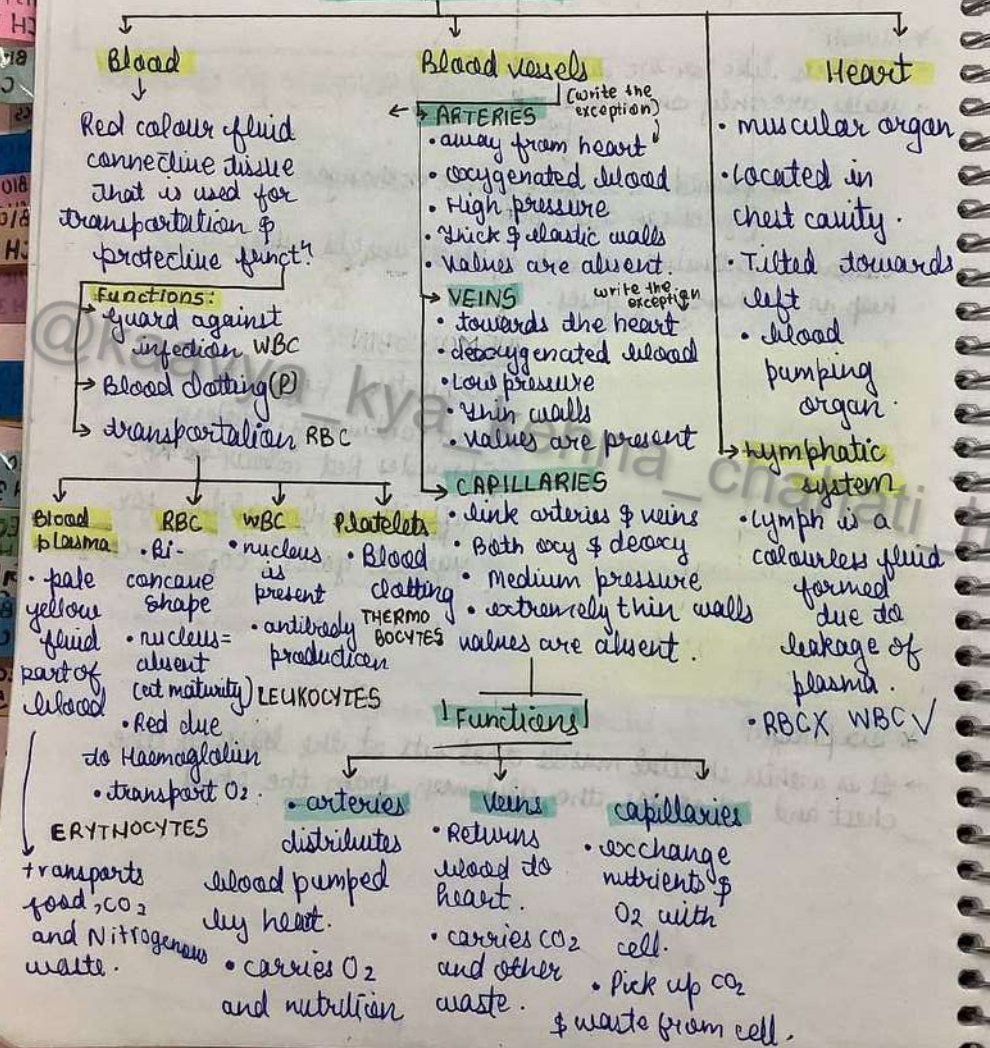 Blood
Red colour fluid
connective tissue
that is used for
transportation &
protective functn
Functions:
Guard against
infection WBC
Blood clotting (P)
transportation RBC
Blood
plasma
• pale
yellow
fluid
part of
blood
transports
food, CO2
and Nitrogenous
waste.
RBC
• Bi-
concave
shape
• nucleus=
absent
(at maturity)
• Red due
to Haemoglobin
• transport O2.
ERYTHOCYTES
WBC
• nucleus
is
present
• antibody
production
LEUKOCYTES
Platelets
• Blood
clotting
THERMO
BOCYTES
Blood vessels
(write the
exception)
ARTERIES
• away from heart
• oxygenated blood
• High pressure
• thick & elastic walls
• valves are absent.
VEINS
write the
exception
• towards the heart
• deoxygenated blood
• Low pressure
• thin walls
• valves are present
CAPILLARIES
• link arteries & veins
• Both oxy & deoxy
• Medium pressure
• extremely thin walls
valves are absent.
Functions
• arteries
distributes
blood pumped
by heart.
• carries O2
and nutrition
veins
• Returns
blood to
heart.
• carries CO2
and other
waste.
capillaries
• exchange
nutrients &
O2 with
cell.
• Pick up CO2
& waste from cell.
Heart
• muscular organ
• Located in
chest cavity.
• Tilted towards
left
• blood
pumping
organ.
Lymphatic
system
• Lymph is a
colourless fluid
formed
due to
leakage of
plasma.
• RBCX WBC✓
@kaavya_kya_kehna_chahati_h